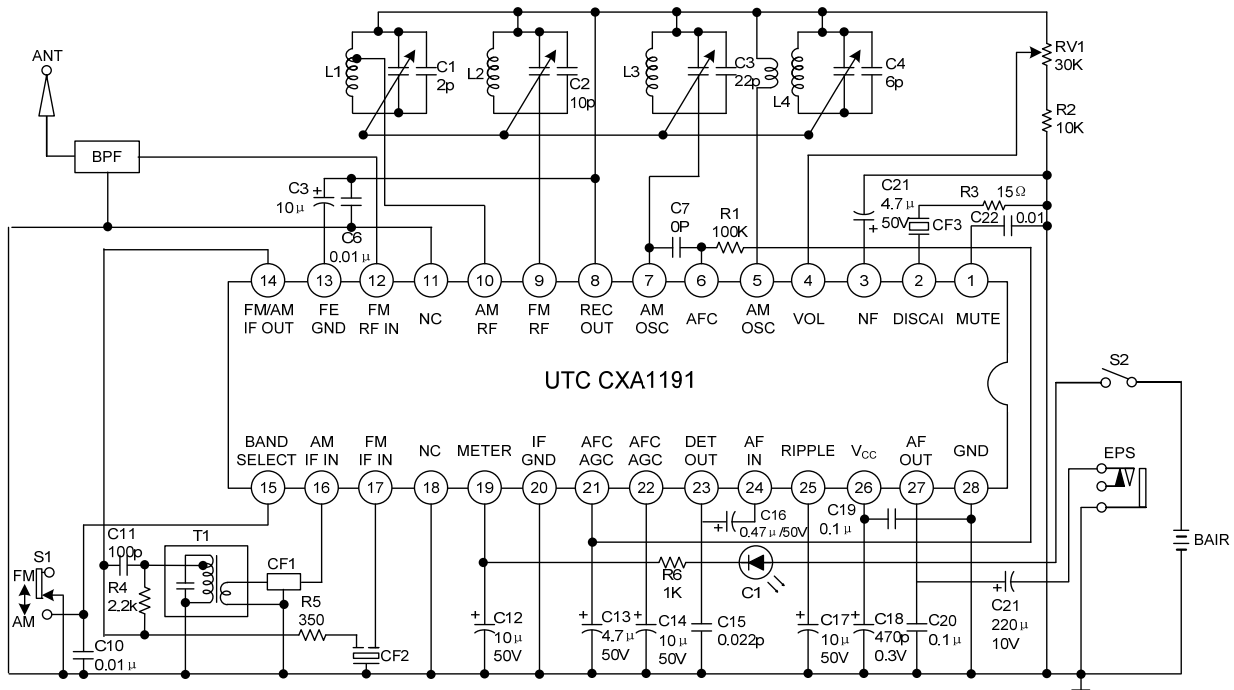 ANT
BPF
L1
C1
2p
L2
C2
10p
L3
C3
22p
L4
C4
6p
RV1
30K
R2
10K
C3 +
10µ
C6
0.01µ
C7
0P
R1
100K
C21
4.7µ
50V
+
CF3
R3 15Ω
C22 0.01
14 13 12 11 10 9 8 7 6 5 4 3 2 1
FM/AM
IF OUT
FE
GND
FM
RF IN
NC
AM
RF
FM
RF
REC
OUT
AM
OSC
AFC
AM
OSC
VOL
NF
DISCAI
MUTE
UTC CXA1191
BAND
SELECT
AM
IF IN
FM
IF IN
NC
METER
IF
GND
AFC
AGC
AFC
AGC
DET
OUT
AF
IN
RIPPLE
VCC
AF
OUT
GND
15 16 17 18 19 20 21 22 23 24 25 26 27 28
S2
EPS
BAIR
S1
FM
AM
C11
100p
R4
2.2k
T1
CF1
R5
350
CF2
C10
0.01µ
+ C16
0.47µ/50V
C19
0.1µ
R6
1K
C1
+
C12
10µ
50V
+
C13
4.7µ
50V
+
C14
10µ
50V
C15
0.022p
+
C17
10µ
50V
+
C18
470p
0.3V
C20
0.1µ
+
C21
220µ
10V